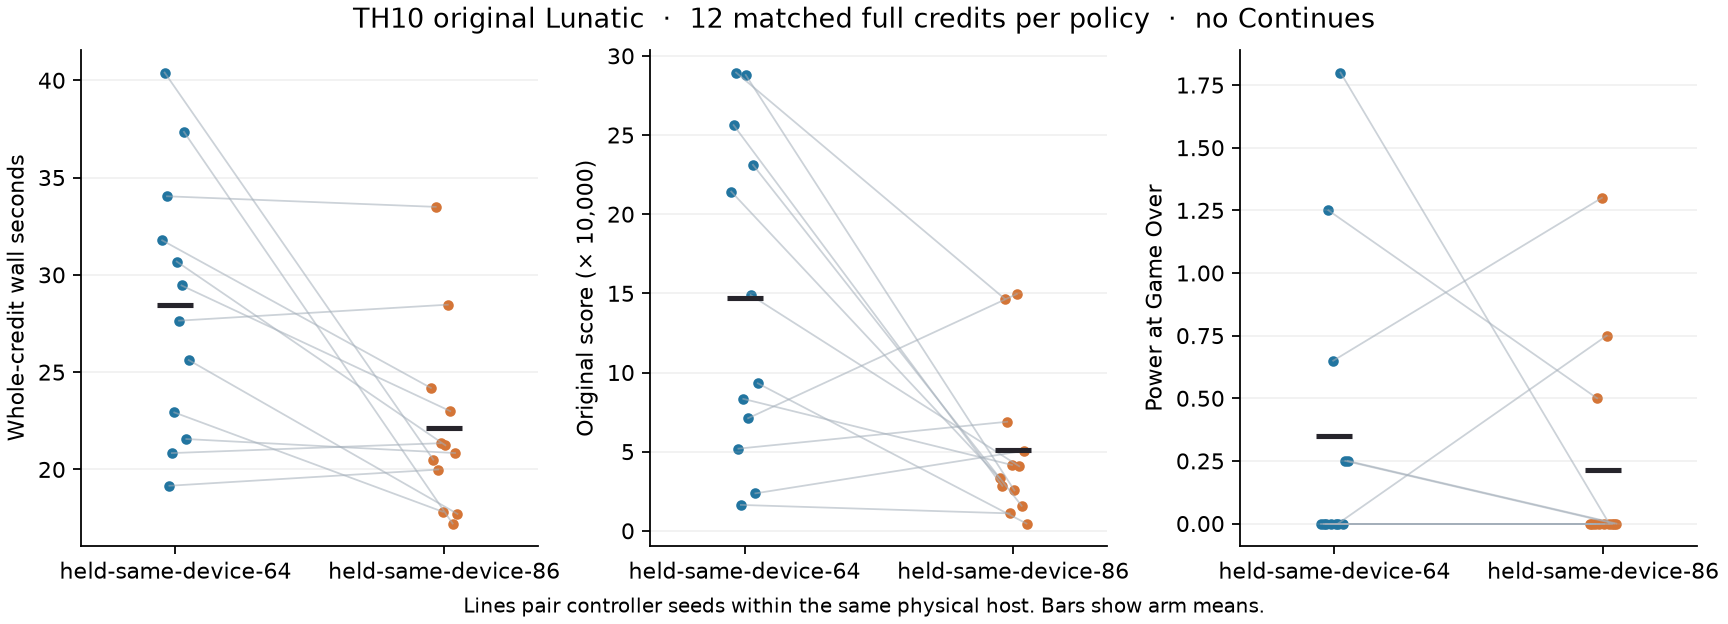 TH10 original Lunatic · 12 matched full credits per policy · no Continues
Whole-credit wall seconds
40
35
30
25
20
held-same-device-64
held-same-device-86
Original score (× 10,000)
30
25
20
15
10
5
0
held-same-device-64
held-same-device-86
Power at Game Over
1.75
1.50
1.25
1.00
0.75
0.50
0.25
0.00
held-same-device-64
held-same-device-86
Lines pair controller seeds within the same physical host. Bars show arm means.